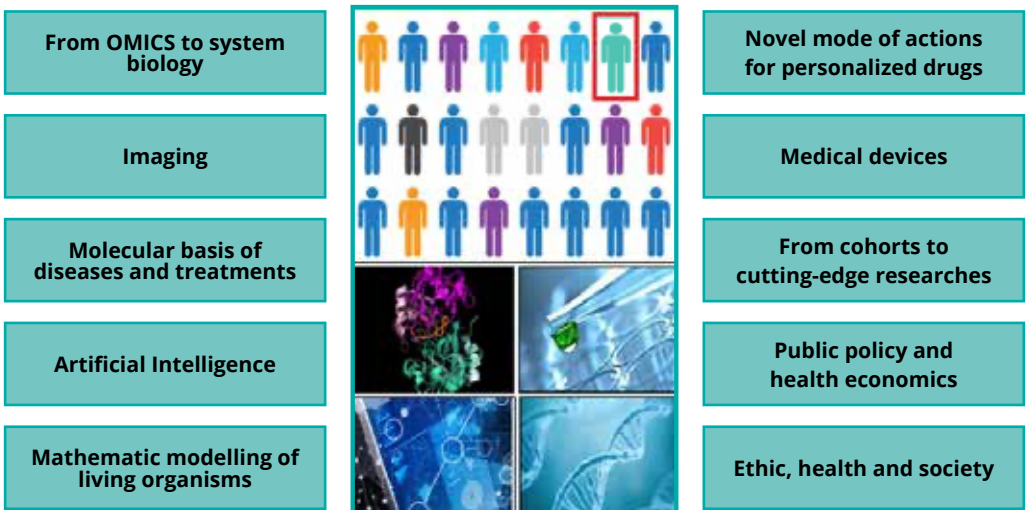 From OMICS to system
biology
Imaging
Molecular basis of
diseases and treatments
Artificial Intelligence
Mathematic modelling of
living organisms
Novel mode of actions
for personalized drugs
Medical devices
From cohorts to
cutting-edge researches
Public policy and
health economics
Ethic, health and society